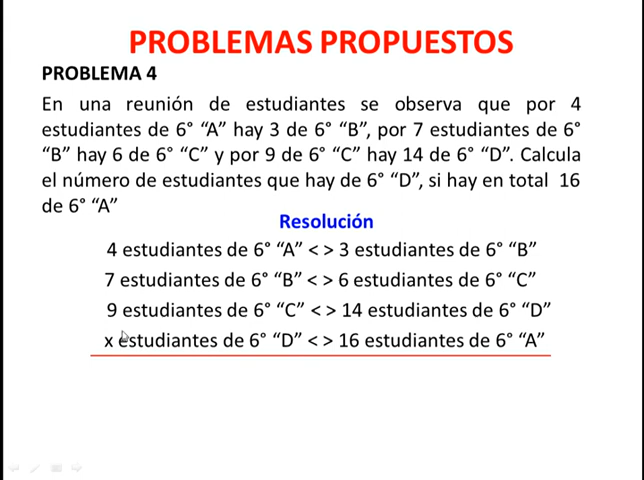 PROBLEMAS PROPUESTOS
PROBLEMA 4
En una reunión de estudiantes se observa que por 4
estudiantes de 6° “A” hay 3 de 6° “B”, por 7 estudiantes de 6°
“B” hay 6 de 6° “C” y por 9 de 6° “C” hay 14 de 6° “D”. Calcula
el número de estudiantes que hay de 6° “D”, si hay en total 16
de 6° “A”
Resolución
4 estudiantes de 6° “A” < > 3 estudiantes de 6° “B”
7 estudiantes de 6° “B” < > 6 estudiantes de 6° “C”
9 estudiantes de 6° “C” < > 14 estudiantes de 6° “D”
x estudiantes de 6° “D” < > 16 estudiantes de 6° “A”